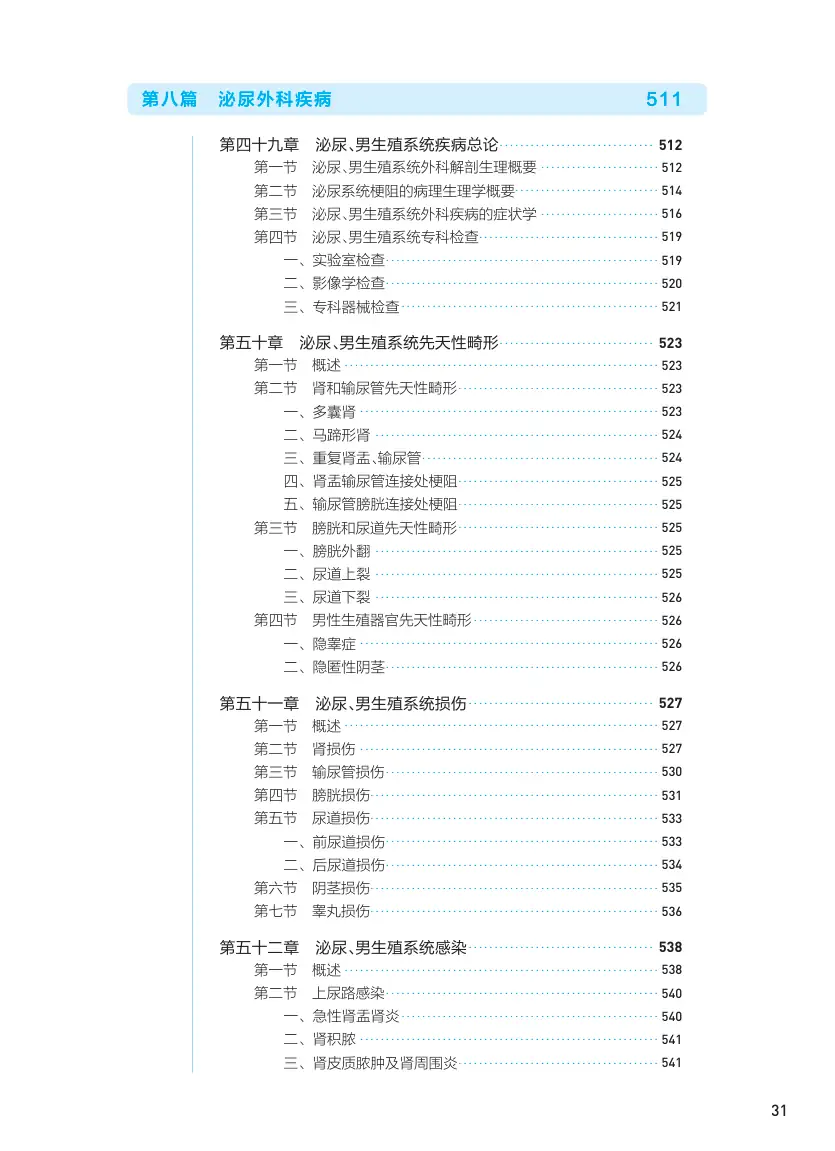 第八篇 泌尿外科疾病 511
第四十九章 泌尿、男生殖系统疾病总论 512
第一节 泌尿、男生殖系统外科解剖生理概要 512
第二节 泌尿系统梗阻的病理生理学概要 514
第三节 泌尿、男生殖系统外科疾病的症状学 516
第四节 泌尿、男生殖系统专科检查 519
一、实验室检查 519
二、影像学检查 520
三、专科器械检查 521
第五十章 泌尿、男生殖系统先天性畸形 523
第一节 概述 523
第二节 肾和输尿管先天性畸形 523
一、多囊肾 523
二、马蹄形肾 524
三、重复肾盂、输尿管 524
四、肾盂输尿管连接处梗阻 525
五、输尿管膀胱连接处梗阻 525
第三节 膀胱和尿道先天性畸形 525
一、膀胱外翻 525
二、尿道上裂 525
三、尿道下裂 526
第四节 男性生殖器官先天性畸形 526
一、隐睾症 526
二、隐匿性阴茎 526
第五十一章 泌尿、男生殖系统损伤 527
第一节 概述 527
第二节 肾损伤 527
第三节 输尿管损伤 530
第四节 膀胱损伤 531
第五节 尿道损伤 533
一、前尿道损伤 533
二、后尿道损伤 534
第六节 阴茎损伤 535
第七节 睾丸损伤 536
第五十二章 泌尿、男生殖系统感染 538
第一节 概述 538
第二节 上尿路感染 540
一、急性肾盂肾炎 540
二、肾积脓 541
三、肾皮质脓肿及肾周围炎 541
31